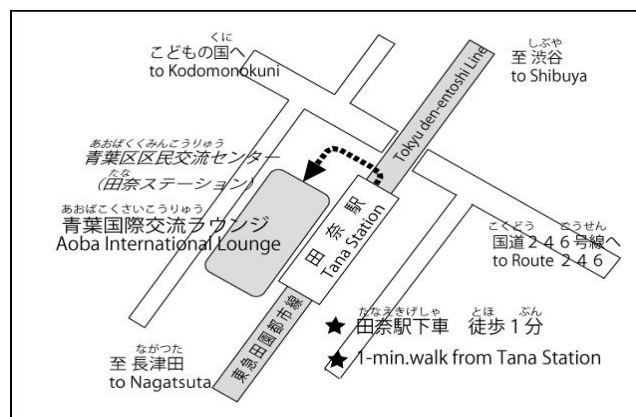 くに
こどもの国へ
to Kodomonokuni
しぶや
至 渋谷
to Shibuya
Tokyu den-entoshi Line
あおばくくみんこうりゅう
青葉区区民交流センター
たな
(田奈ステーション)
あおばこくさいこうりゅう
青葉国際交流ラウンジ
Aoba International Lounge
田奈駅
Tana Station
こくどう ごうせん
国道246号線へ
to Route 246
東急田園都市線
たなえきげしゃ とほ ぷん
★ 田奈駅下車 徒歩1分
★ 1-min.walk from Tana Station
ながつた
至 長津田
to Nagatsuta